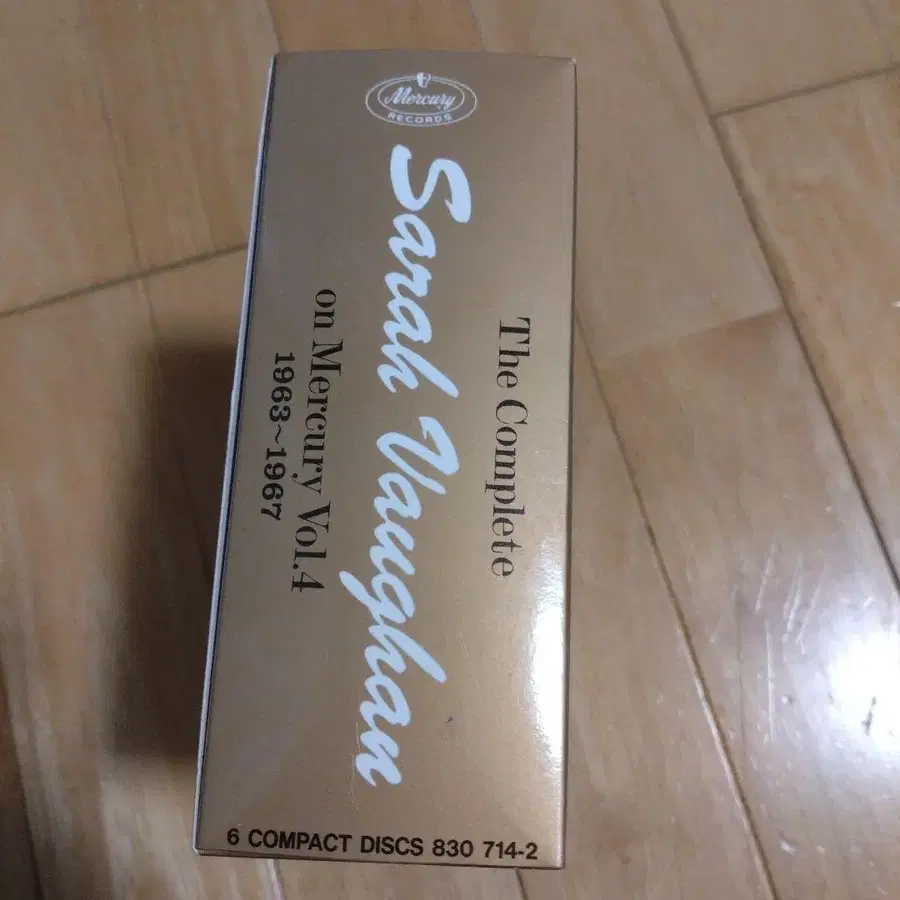 Mercury
RECORDS
The Complete
Sarah Vaughan
on Mercury Vol.4
1963~1967
6 COMPACT DISCS 830 714-2